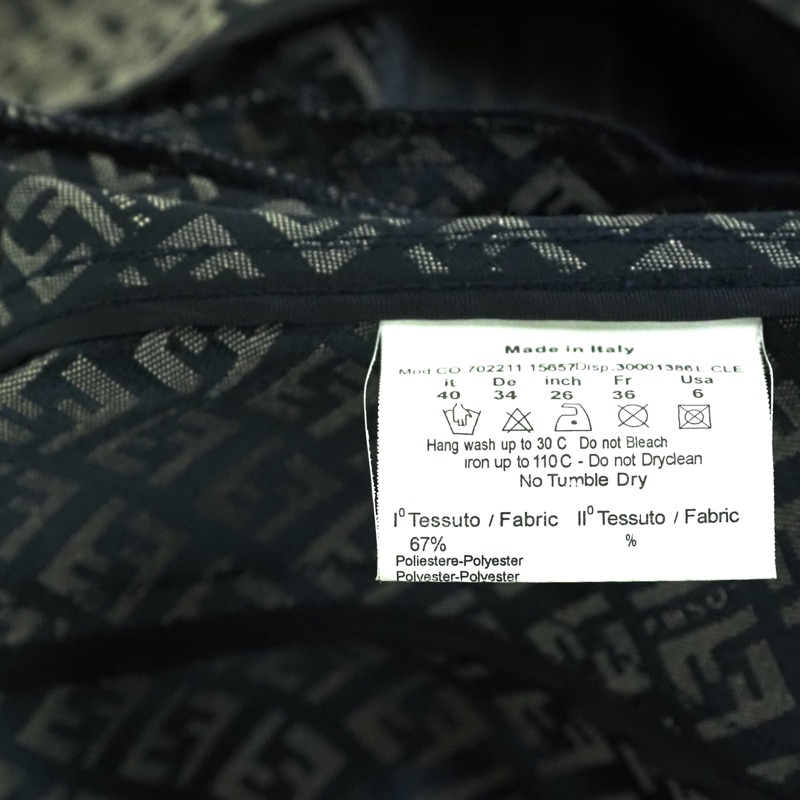 Made in Italy
Mod CO.702211 15657Disp.30001386L CLE
it De inch Fr Usa
40 34 26 36 6
Hang wash up to 30 C Do not Bleach
iron up to 110 C - Do not Dryclean
No Tumble Dry
I⁰ Tessuto / Fabric II⁰ Tessuto / Fabric
67% %
Poliestere-Polyester
Polyester-Polyester